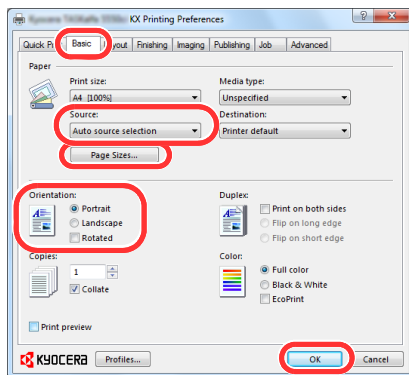 KX Printing Preferences
Basic
Finishing Imaging Publishing Job Advanced
Paper
Print size: Media type:
A4 [100%] Unspecified
Source: Destination:
Auto source selection Printer default
Page Sizes...
Orientation: Duplex:
Portrait Print on both sides
Landscape Flip on long edge
Rotated Flip on short edge
Copies: Color:
1 Full color
Collate Black & White
EcoPrint
Print preview
KYOCERA Profiles... OK Cancel